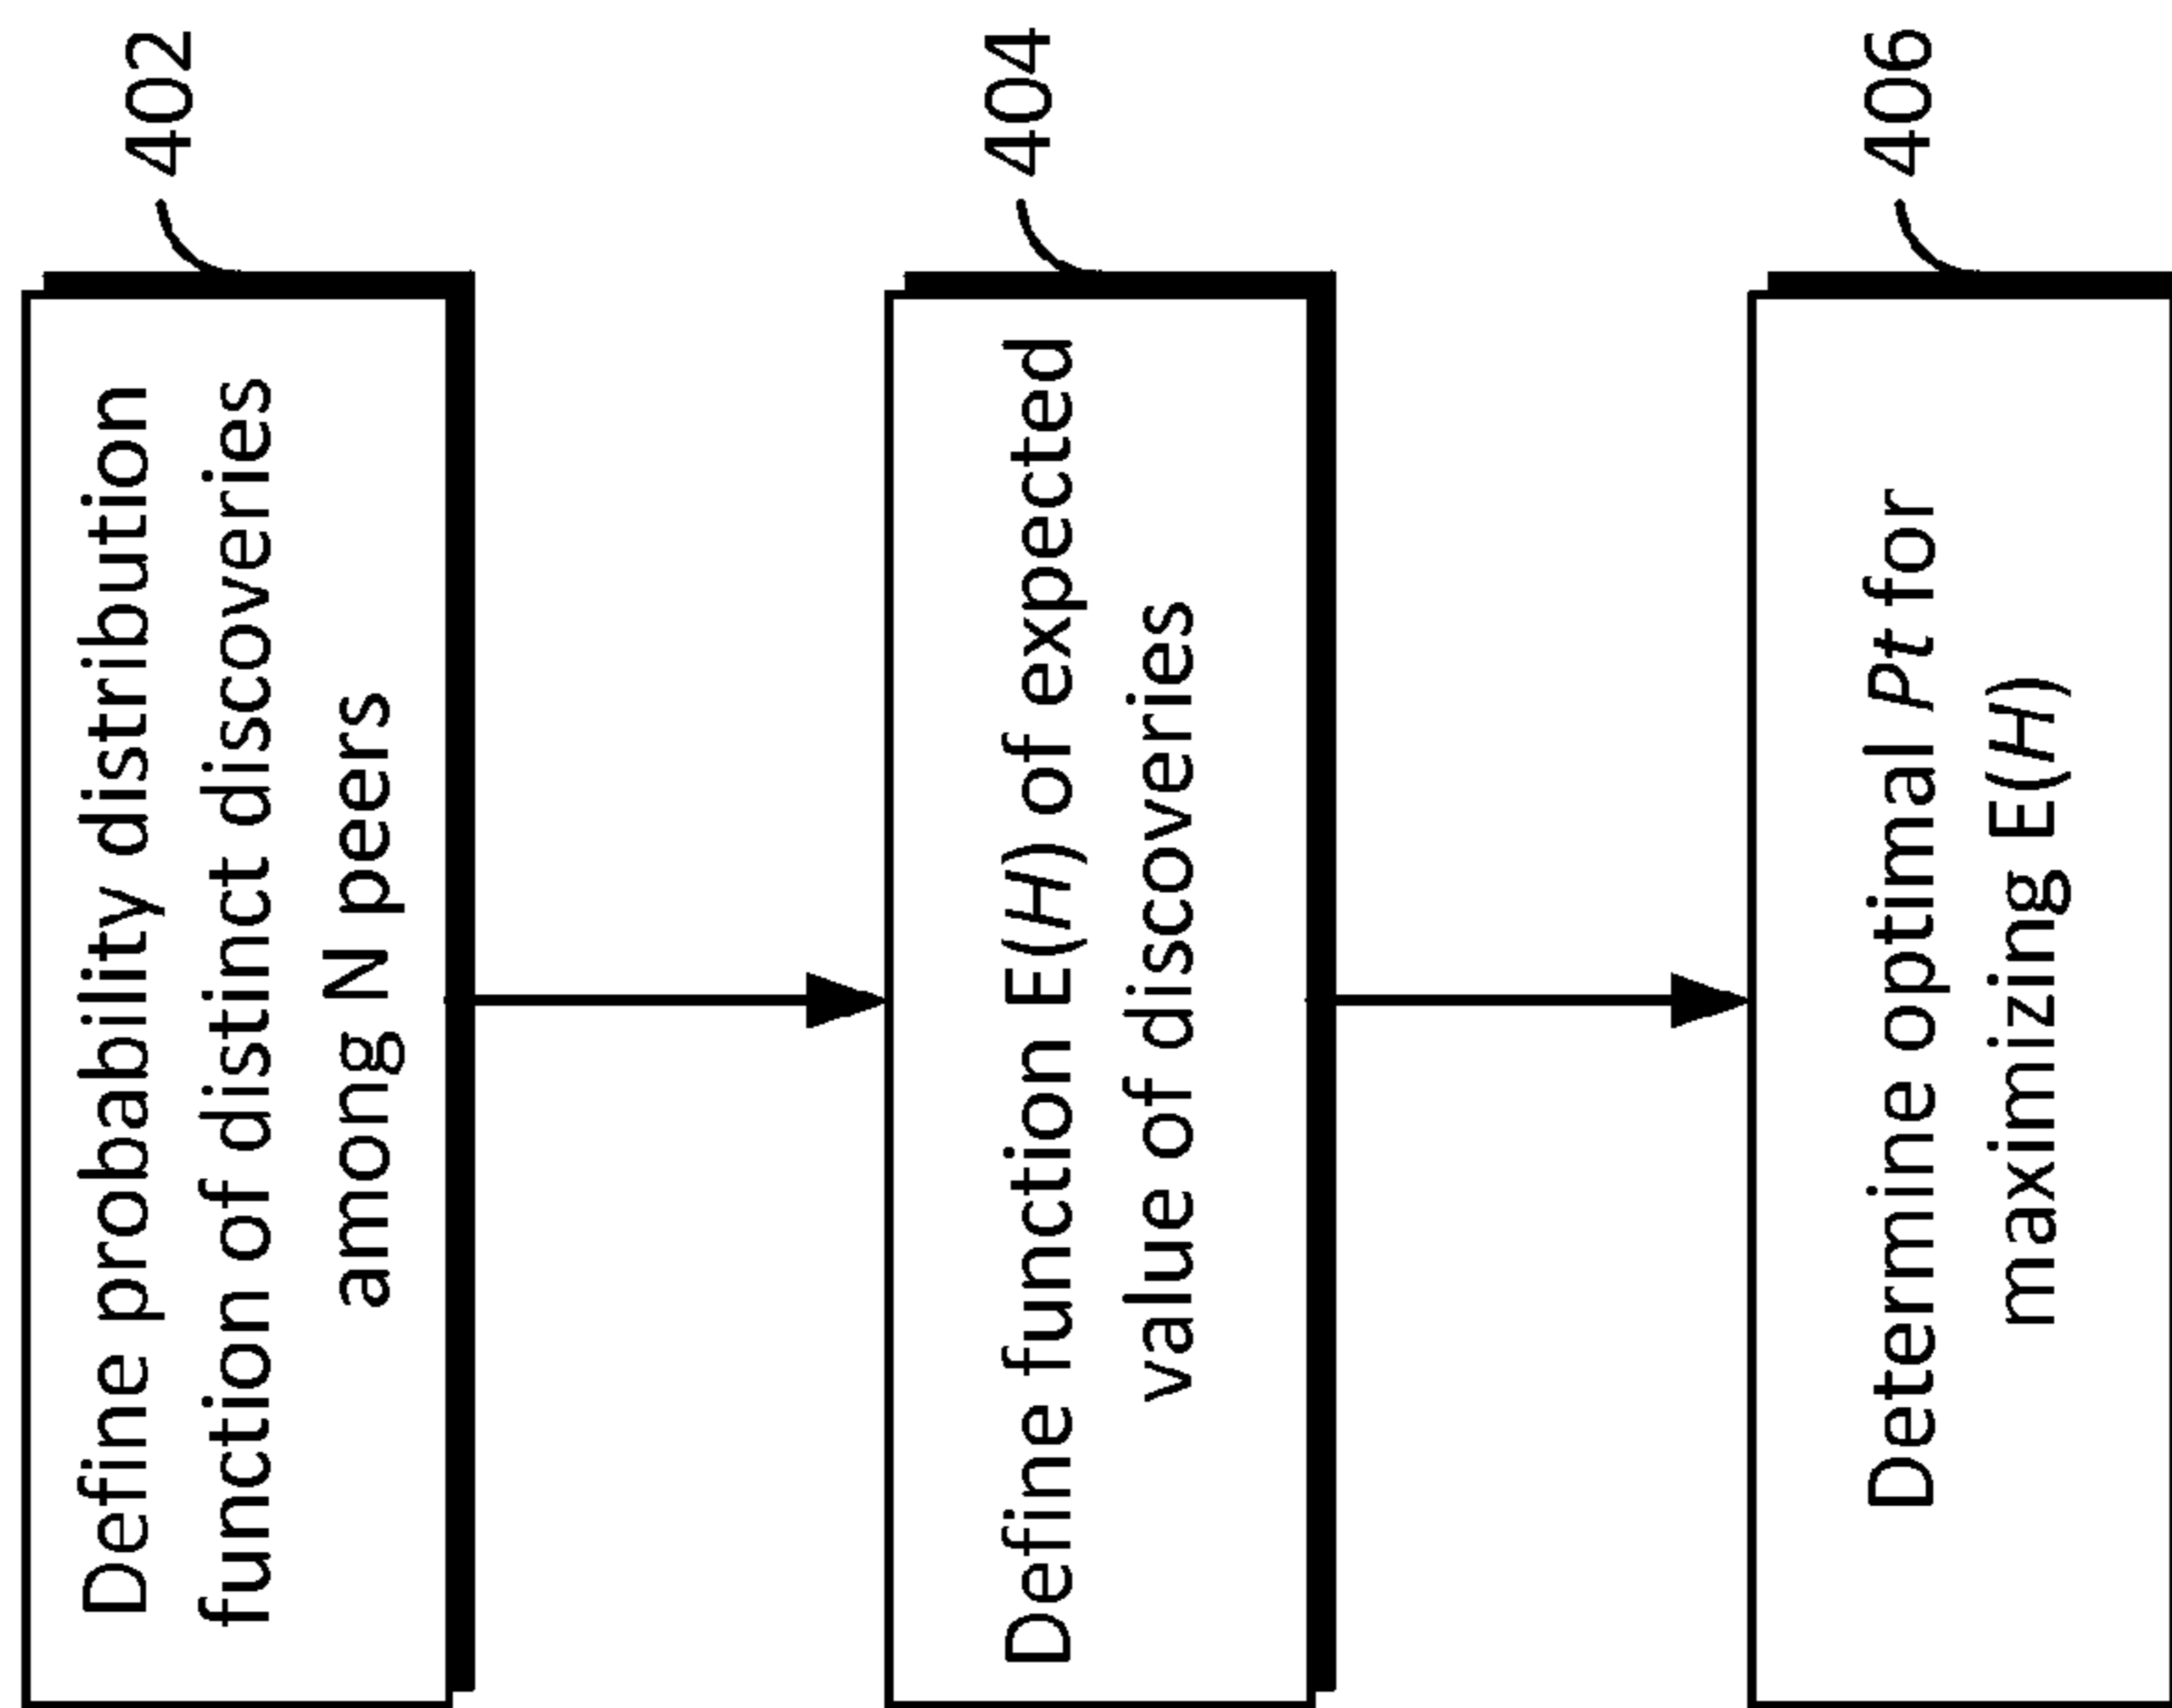 402
Define probability distribution
function of distinct discoveries
among N peers
404
Define function E(H) of expected
value of discoveries
406
Determine optimal Pt for
maximizing E(H)